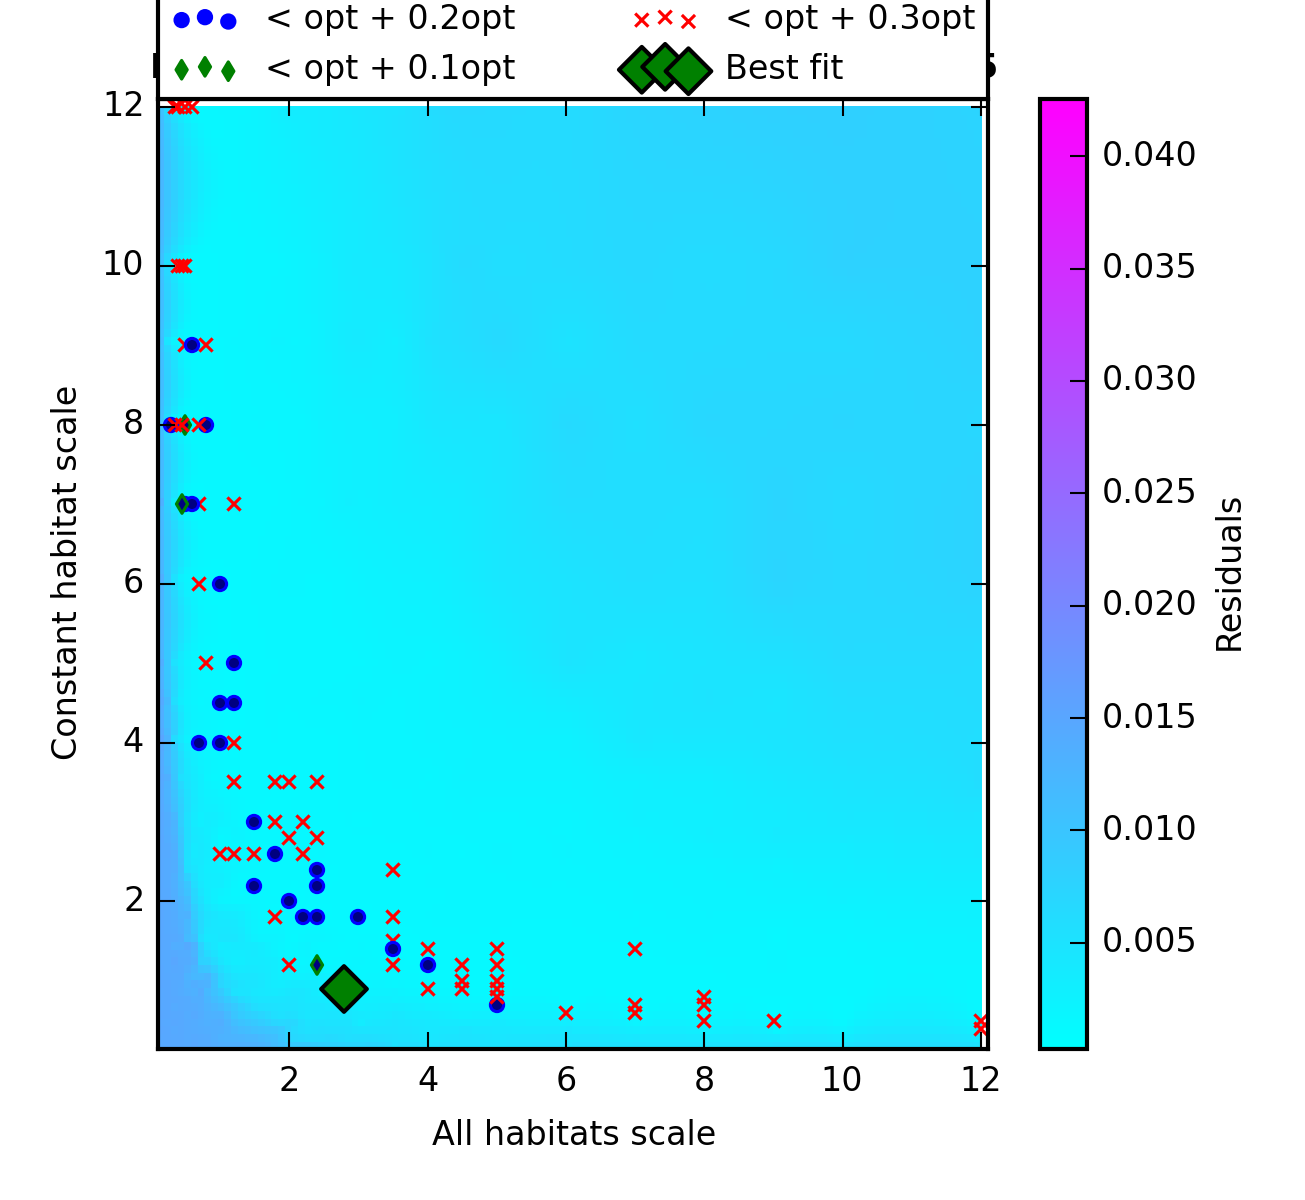 < opt + 0.2opt < opt + 0.3opt
< opt + 0.1opt Best fit
12
10
8
6
4
2
Constant habitat scale
2 4 6 8 10 12
All habitats scale
0.040
0.035
0.030
0.025
0.020
0.015
0.010
0.005
Residuals